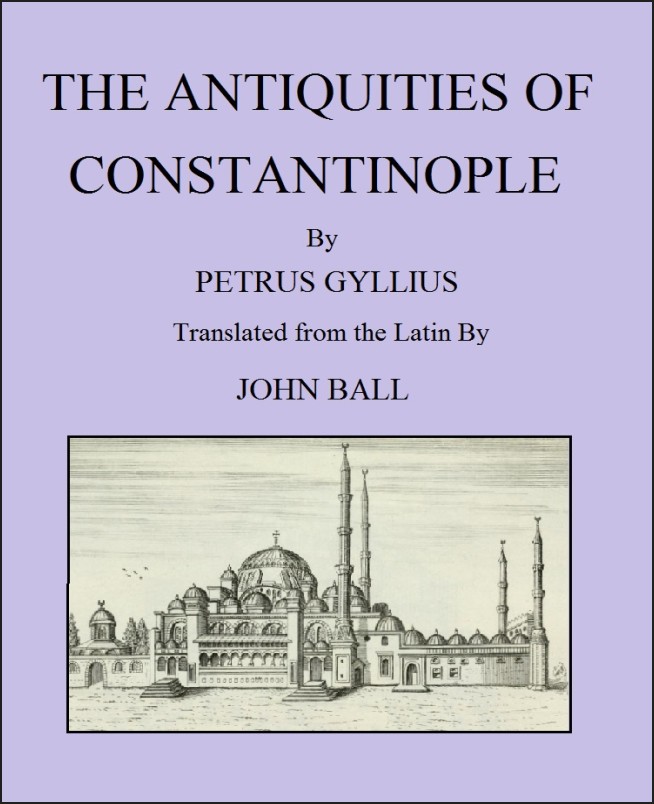 THE ANTIQUITIES OF
CONSTANTINOPLE
By
PETRUS GYLLIUS
Translated from the Latin By
JOHN BALL